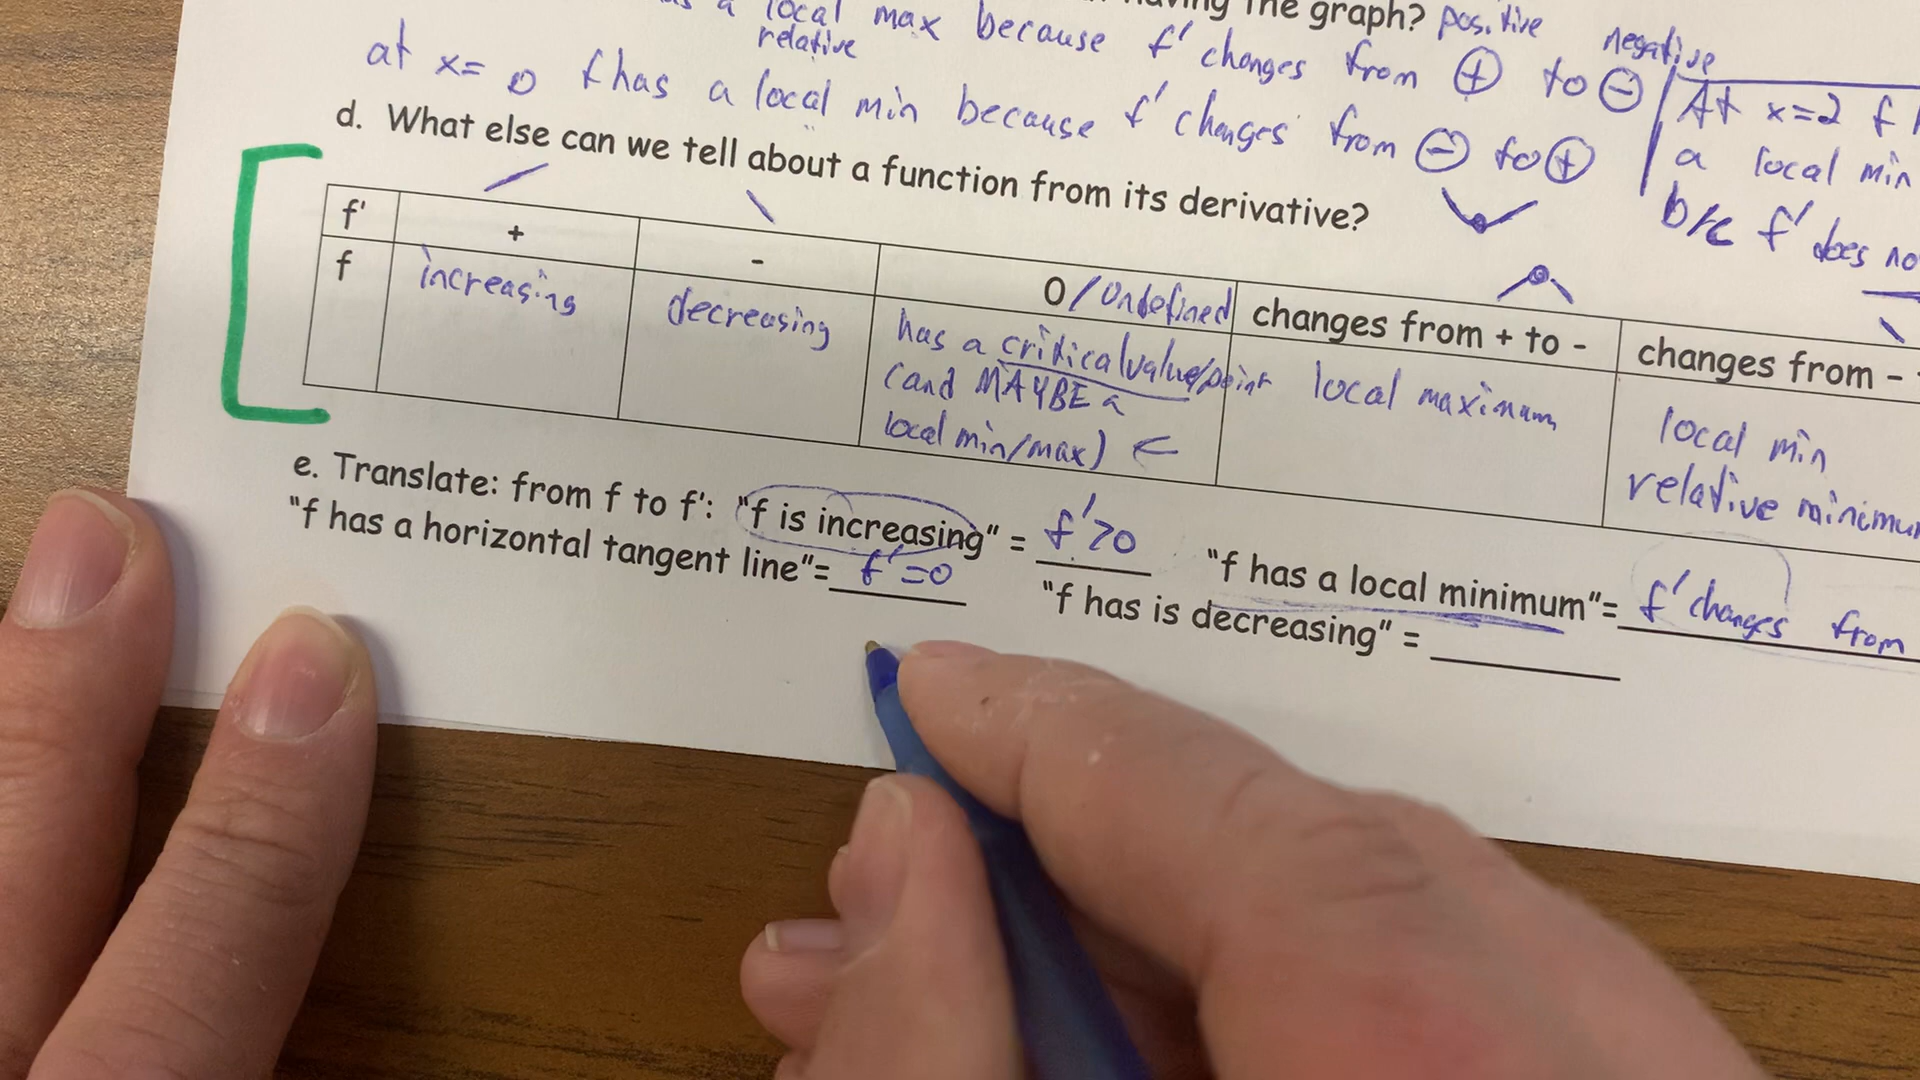 the graph? positive negative
a local max because f' changes from ⊕ to ⊖
relative
at x= 0 f has a local min because f' changes from ⊖ to ⊕
At x=2 f
a local min
b/c f' does no
d. What else can we tell about a function from its derivative?
f' + - 0/Undefined changes from + to - changes from -
f increasing decreasing has a critical value/point local maximum local min
(and MAYBE a relative minimum
local min/max) ←
e. Translate: from f to f': "f is increasing" = f'>0 "f has a local minimum"= f' changes from
"f has a horizontal tangent line"= f'=0 "f has is decreasing" =